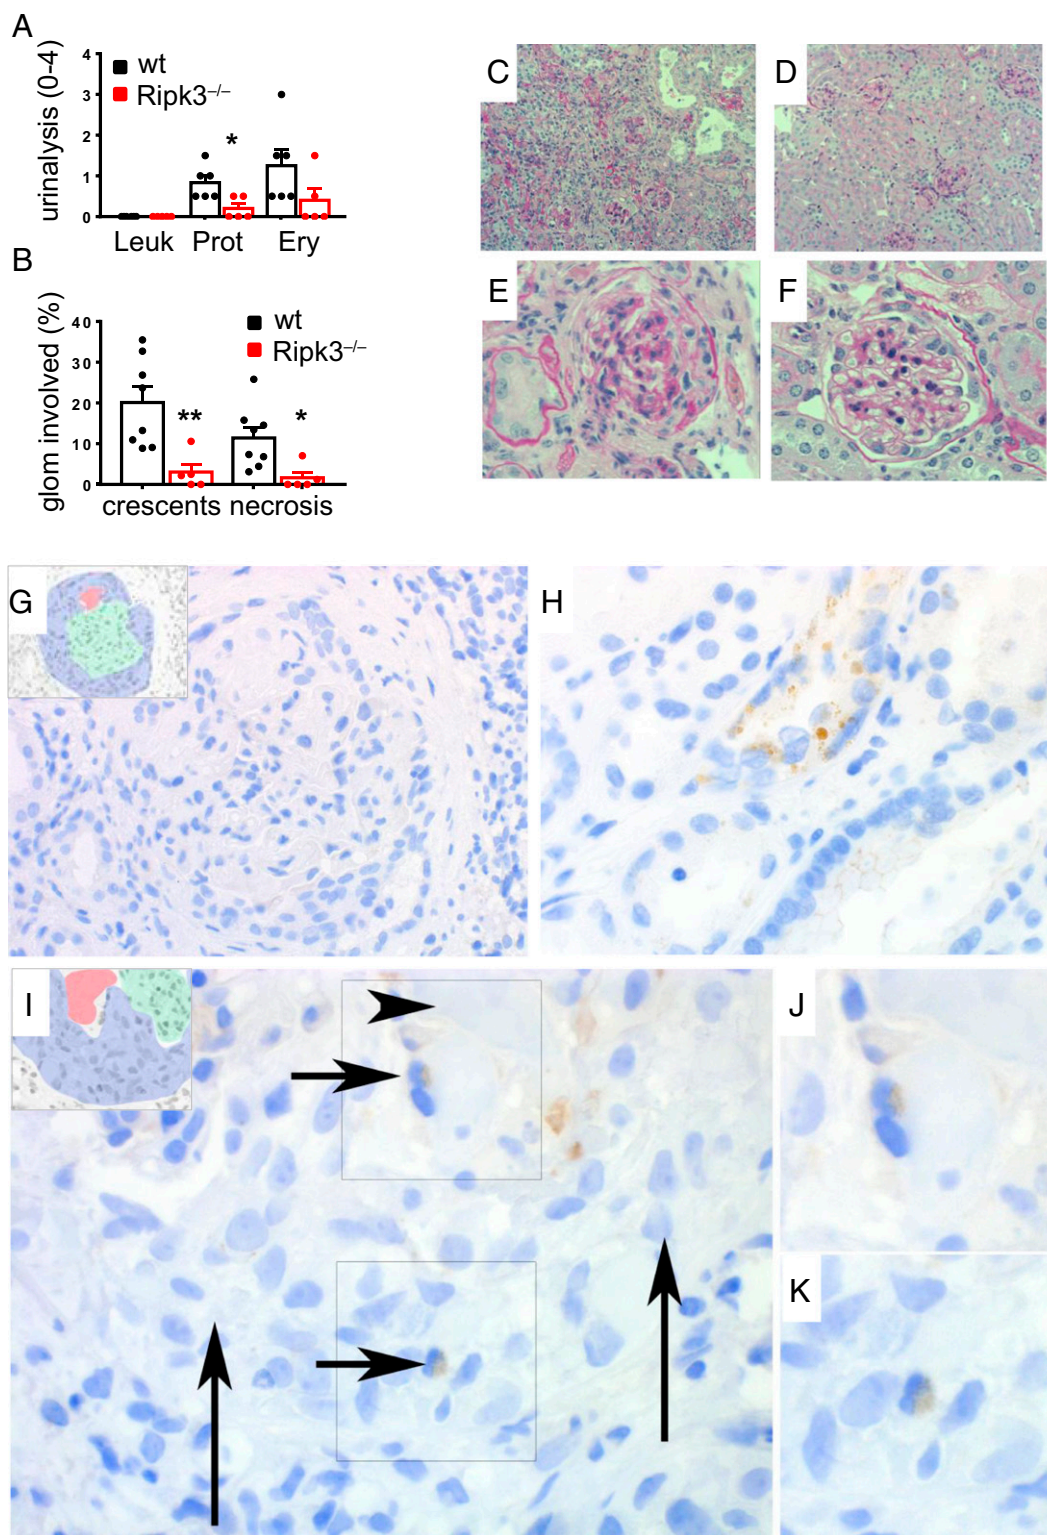 A
urinalysis (0-4)
4
3
2
1
0
wt
Ripk3–/–
*
Leuk Prot Ery
B
glom involved (%)
40
30
20
10
0
wt
Ripk3–/–
**
*
crescents necrosis
C
D
E
F
G
H
I
J
K